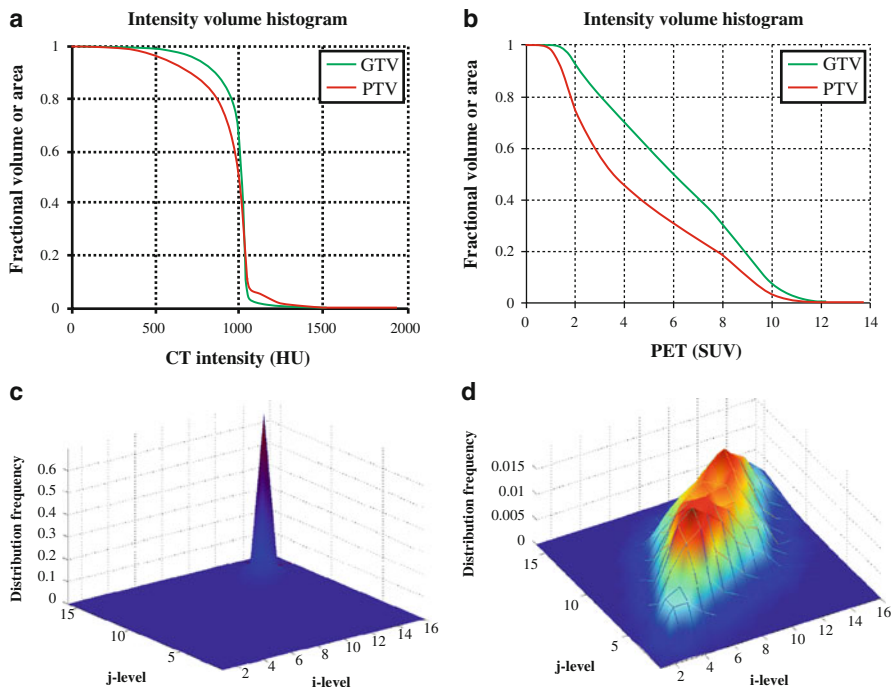 a
Intensity volume histogram
Fractional volume or area
1
0.8
0.6
0.4
0.2
0
0 500 1000 1500 2000
CT intensity (HU)
GTV
PTV
b
Intensity volume histogram
Fractional volume or area
1
0.8
0.6
0.4
0.2
0
0 2 4 6 8 10 12 14
PET (SUV)
GTV
PTV
c
Distribution frequency
0.6
0.5
0.4
0.3
0.2
0.1
0
15
10
5
j-level
2 4 6 8 10 12 14 16
i-level
d
Distribution frequency
0.015
0.010
0.005
0
15
10
5
j-level
2 4 6 8 10 12 14 16
i-level